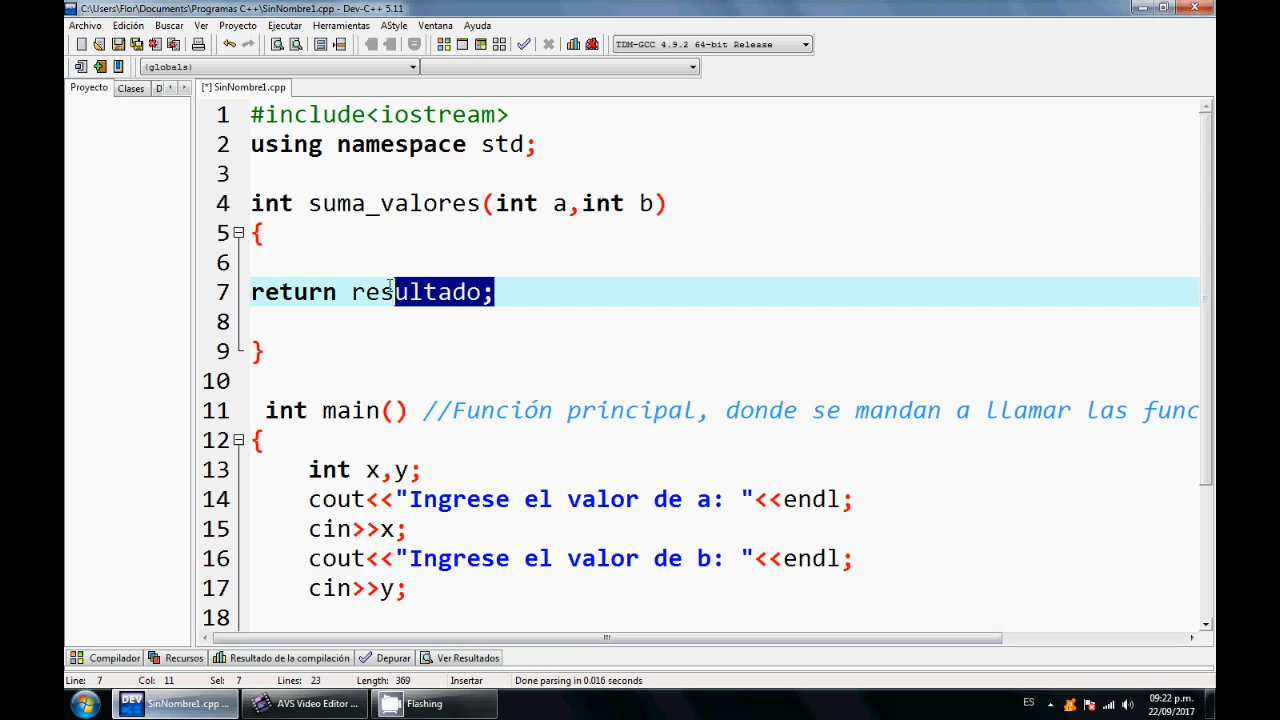 C:\Users\Flor\Documents\Programas C++\SinNombre1.cpp - Dev-C++ 5.11
Archivo Edición Buscar Ver Proyecto Ejecutar Herramientas AStyle Ventana Ayuda
TDM-GCC 4.9.2 64-bit Release
(globals)
Proyecto Clases D [*] SinNombre1.cpp
1 #include<iostream>
2 using namespace std;
3
4 int suma_valores(int a,int b)
5 {
6
7 return resultado;
8
9 }
10
11 int main() //Función principal, donde se mandan a llamar las func
12 {
13 int x,y;
14 cout<<"Ingrese el valor de a: "<<endl;
15 cin>>x;
16 cout<<"Ingrese el valor de b: "<<endl;
17 cin>>y;
18
Compilador Recursos Resultado de la compilación Depurar Ver Resultados
Line: 7 Col: 11 Sel: 7 Lines: 23 Length: 369 Insertar Done parsing in 0.016 seconds
DEV SinNombre1.cpp ... AVS Video Editor ... Flashing ES 09:22 p.m.
22/09/2017